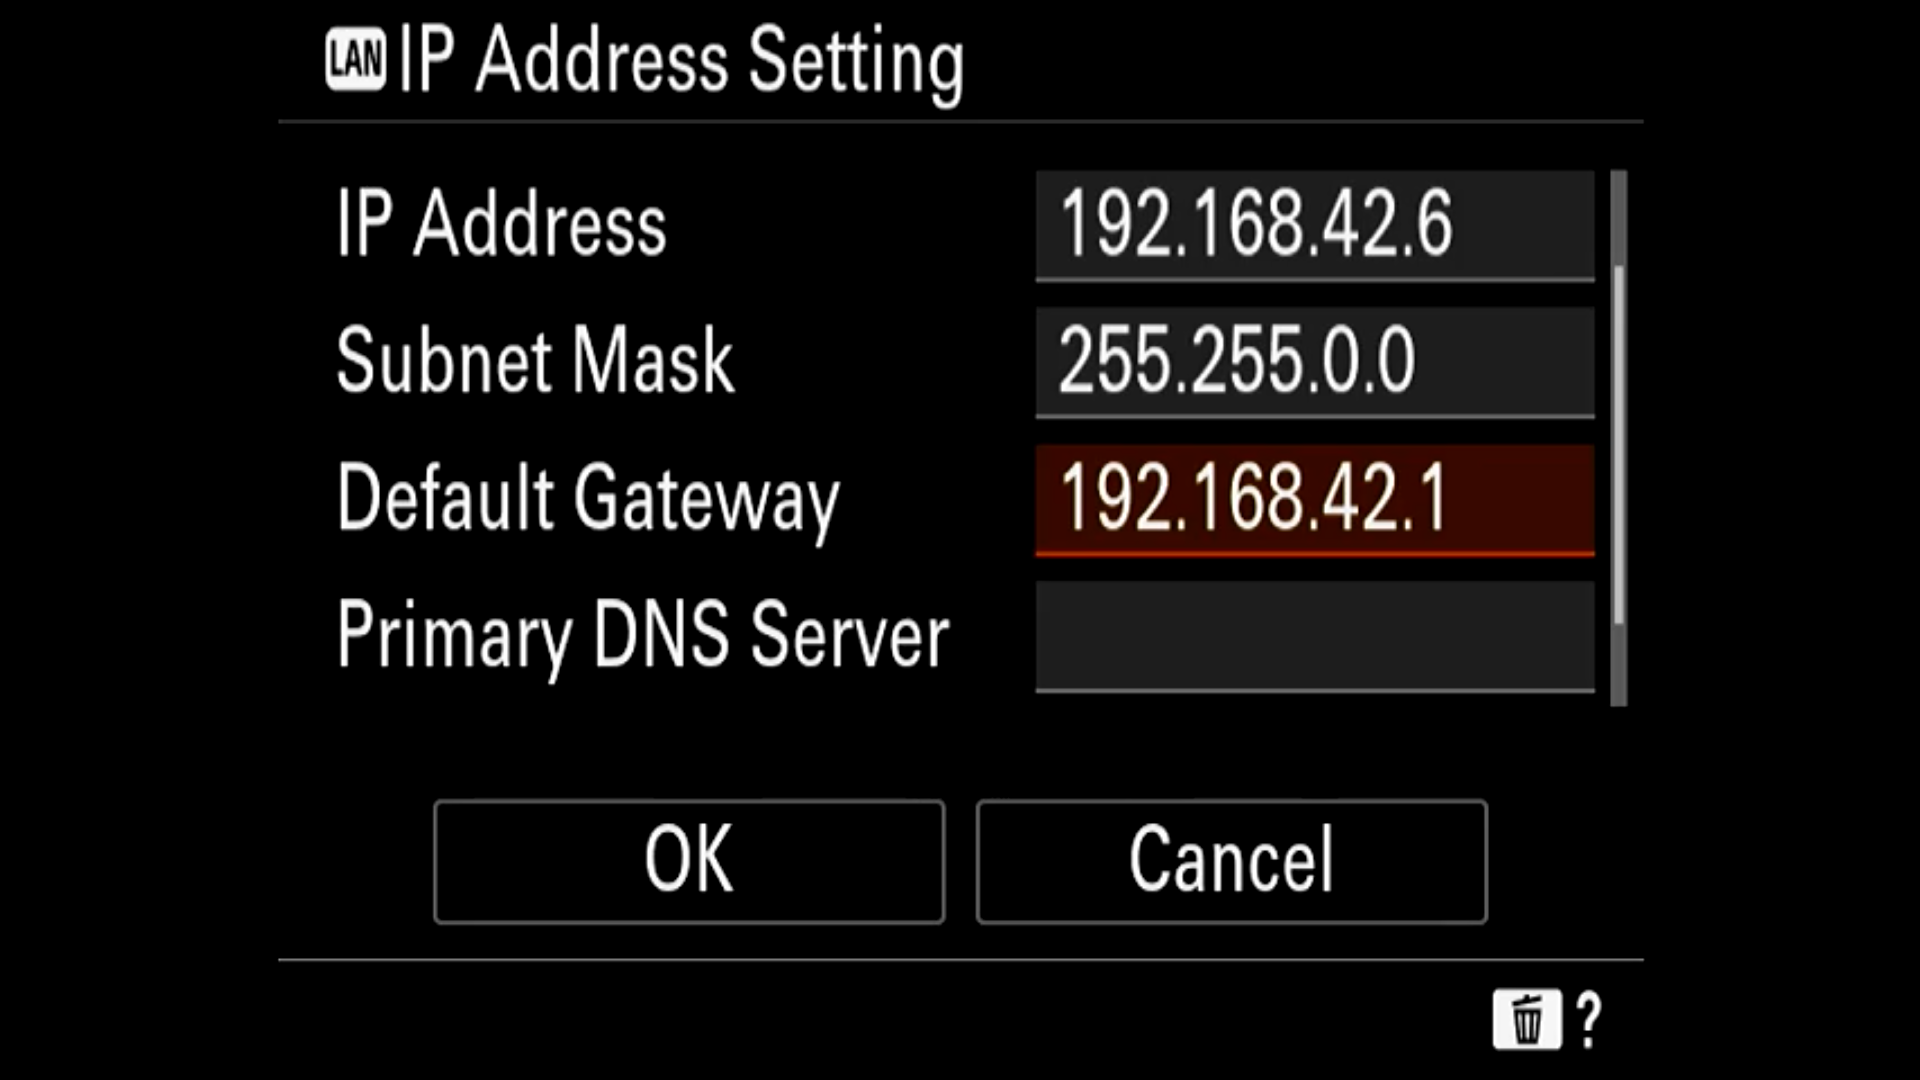 LAN IP Address Setting
IP Address 192.168.42.6
Subnet Mask 255.255.0.0
Default Gateway 192.168.42.1
Primary DNS Server
OK Cancel
?